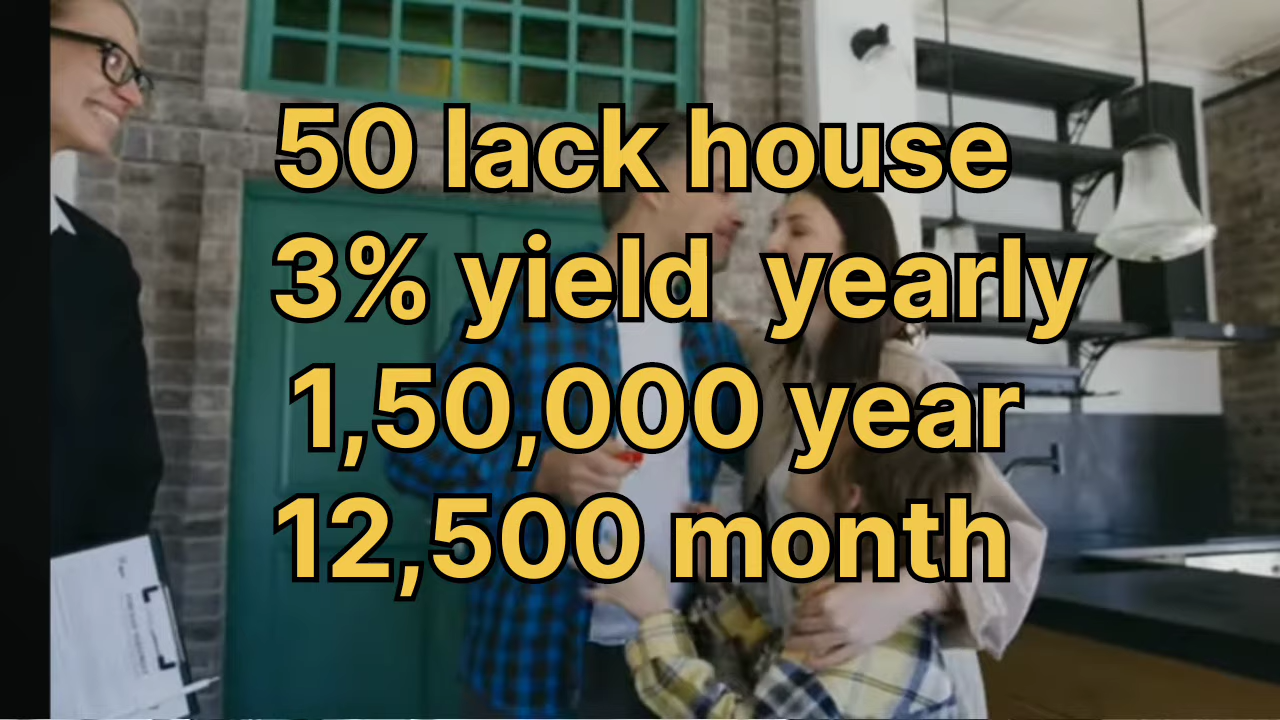 50 lack house
3% yield yearly
1,50,000 year
12,500 month